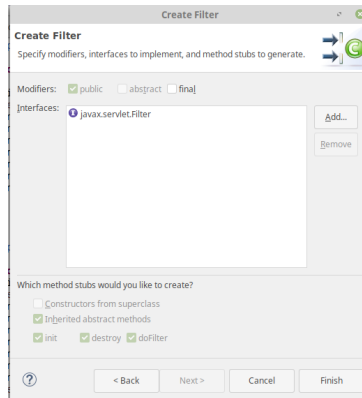 Create Filter
Create Filter
Specify modifiers, interfaces to implement, and method stubs to generate.
Modifiers: public abstract final
Interfaces: javax.servlet.Filter
Add...
Remove
Which method stubs would you like to create?
Constructors from superclass
Inherited abstract methods
init destroy doFilter
? < Back Next > Cancel Finish